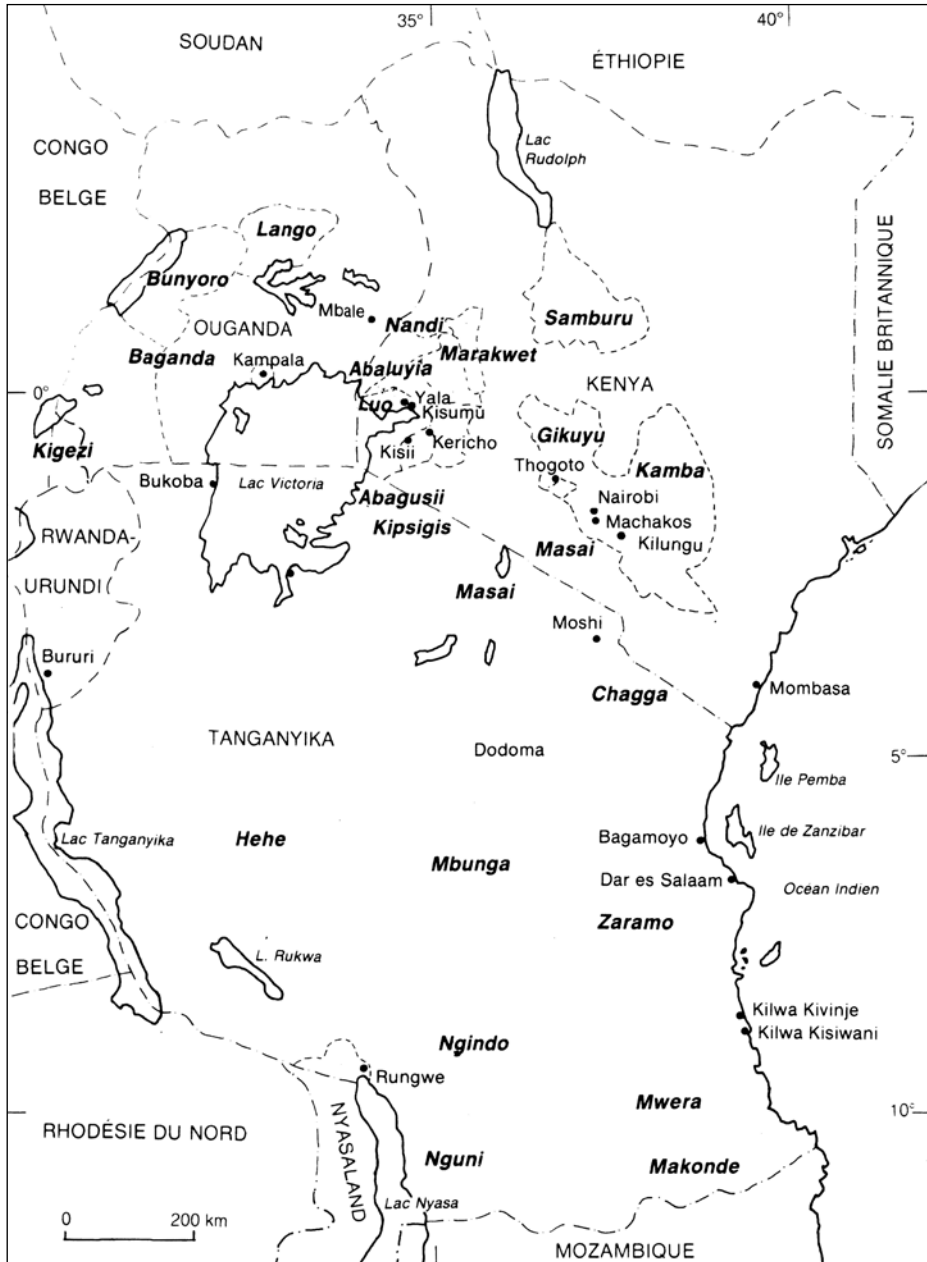 35°
40°
SOUDAN
ÉTHIOPIE
CONGO
BELGE
Lac
Rudolph
Lango
Bunyoro
Mbale
OUGANDA
Nandi
Samburu
SOMALIE BRITANNIQUE
Baganda
Kampala
Marakwet
Abaluyia
KENYA
0°
Luo
Yala
Kisumu
Kigezi
Kisii
Kericho
Gikuyu
Kamba
Thogoto
Bukoba
Lac Victoria
Abagusii
Nairobi
Kipsigis
Machakos
RWANDA-
URUNDI
Masai
Kilungu
Masai
Moshi
Bururi
Chagga
Mombasa
TANGANYIKA
Dodoma
5°
Ile Pemba
Lac Tanganyika
Hehe
Mbunga
Bagamoyo
Ile de Zanzibar
Dar es Salaam
Océan Indien
CONGO
BELGE
Zaramo
L. Rukwa
Kilwa Kivinje
Kilwa Kisiwani
Ngindo
Rungwe
Mwera
10°
RHODÉSIE DU NORD
NYASALAND
Nguni
Makonde
Lac Nyasa
0 200 km
MOZAMBIQUE